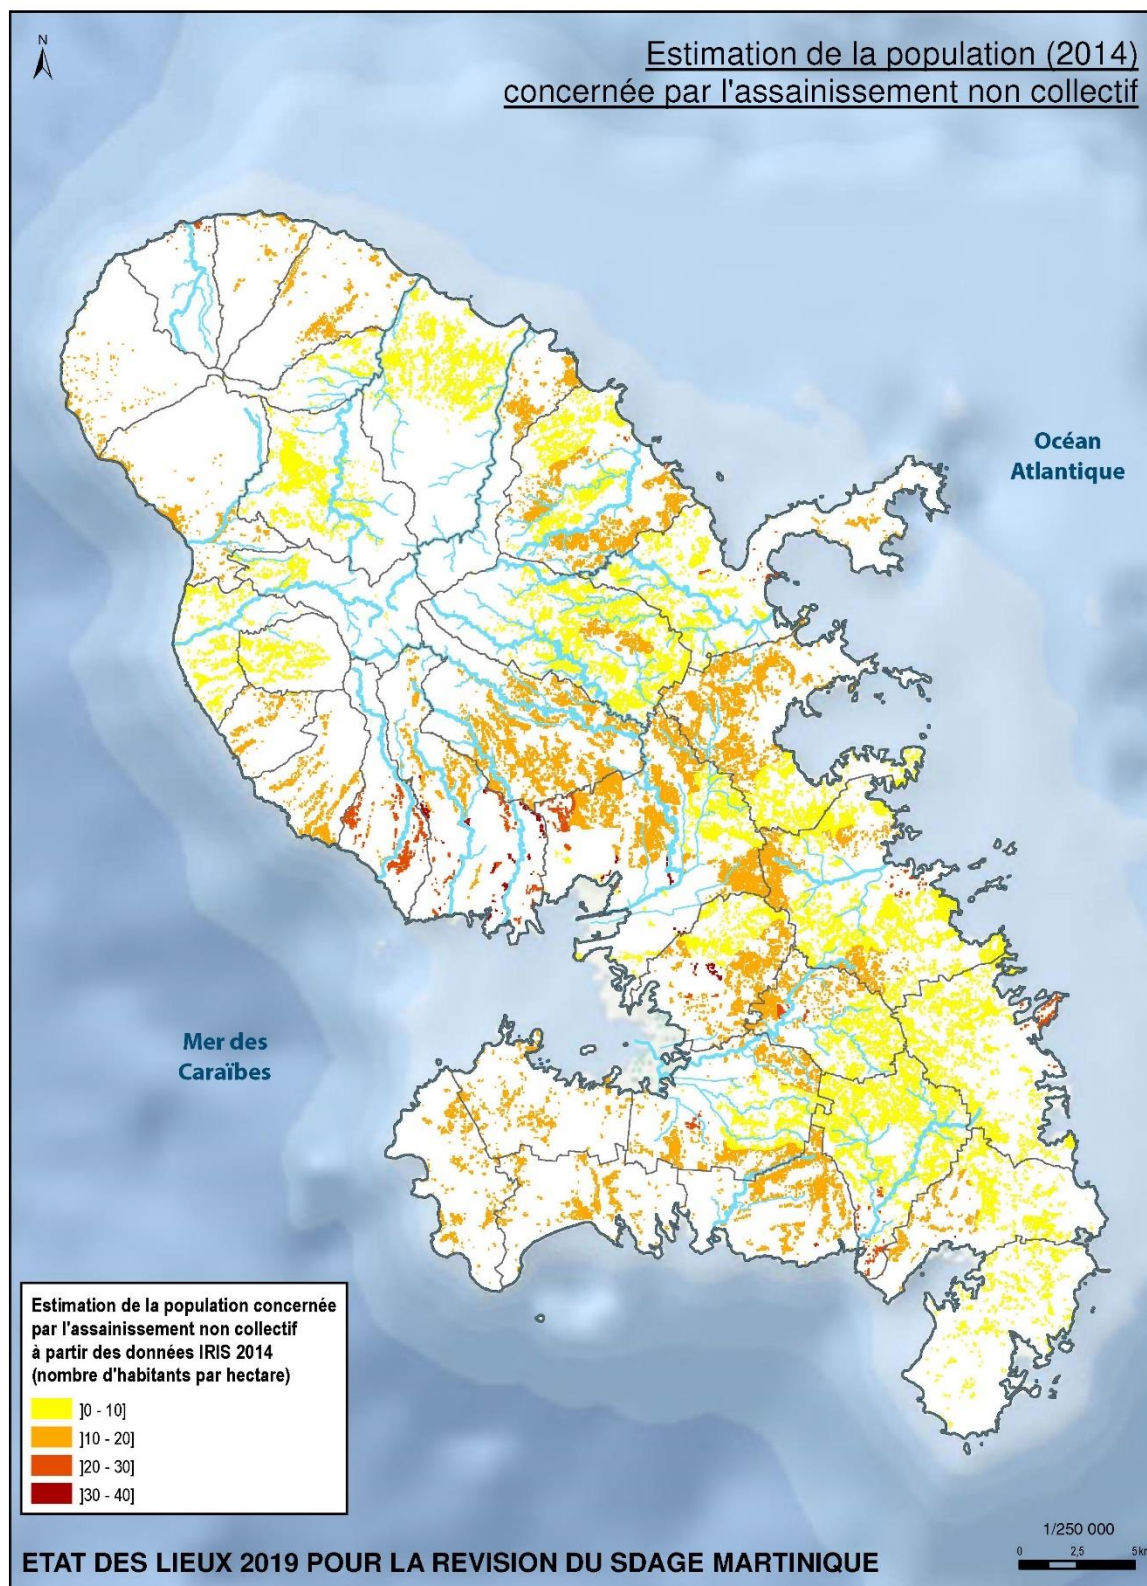 N
Estimation de la population (2014)
concernée par l'assainissement non collectif
Océan
Atlantique
Mer des
Caraïbes
Estimation de la population concernée
par l'assainissement non collectif
à partir des données IRIS 2014
(nombre d'habitants par hectare)
]0 - 10]
]10 - 20]
]20 - 30]
]30 - 40]
1/250 000
0 2,5 5km
ETAT DES LIEUX 2019 POUR LA REVISION DU SDAGE MARTINIQUE